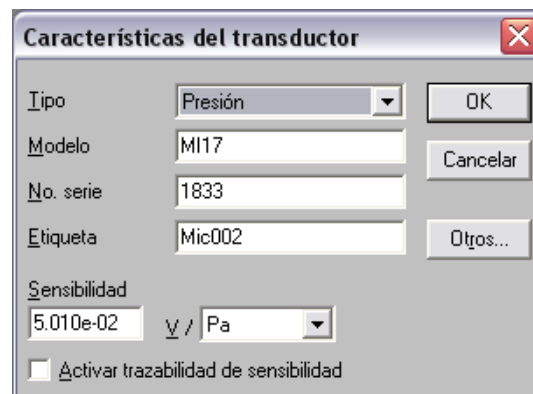 Características del transductor
Tipo Presión OK
Modelo MI17 Cancelar
No. serie 1833
Etiqueta Mic002 Otros...
Sensibilidad
5.010e-02 V / Pa
Activar trazabilidad de sensibilidad